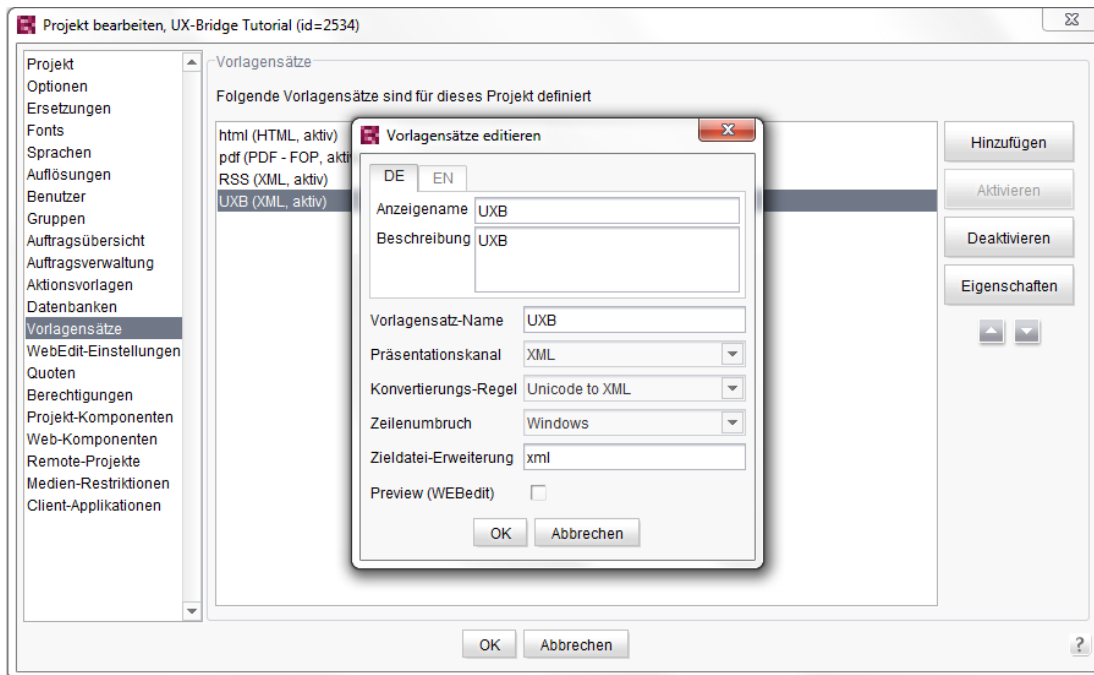 Projekt bearbeiten, UX-Bridge Tutorial (id=2534)
Projekt
Optionen
Ersetzungen
Fonts
Sprachen
Auflösungen
Benutzer
Gruppen
Auftragsübersicht
Auftragsverwaltung
Aktionsvorlagen
Datenbanken
Vorlagensätze
WebEdit-Einstellungen
Quoten
Berechtigungen
Projekt-Komponenten
Web-Komponenten
Remote-Projekte
Medien-Restriktionen
Client-Applikationen
Vorlagensätze
Folgende Vorlagensätze sind für dieses Projekt definiert
html (HTML, aktiv)
pdf (PDF - FOP, akti
RSS (XML, aktiv)
UXB (XML, aktiv)
Vorlagensätze editieren
DE EN
Anzeigename UXB
Beschreibung UXB
Vorlagensatz-Name UXB
Präsentationskanal XML
Konvertierungs-Regel Unicode to XML
Zeilenumbruch Windows
Zieldatei-Erweiterung xml
Preview (WEBedit)
OK Abbrechen
Hinzufügen
Aktivieren
Deaktivieren
Eigenschaften
OK Abbrechen
?